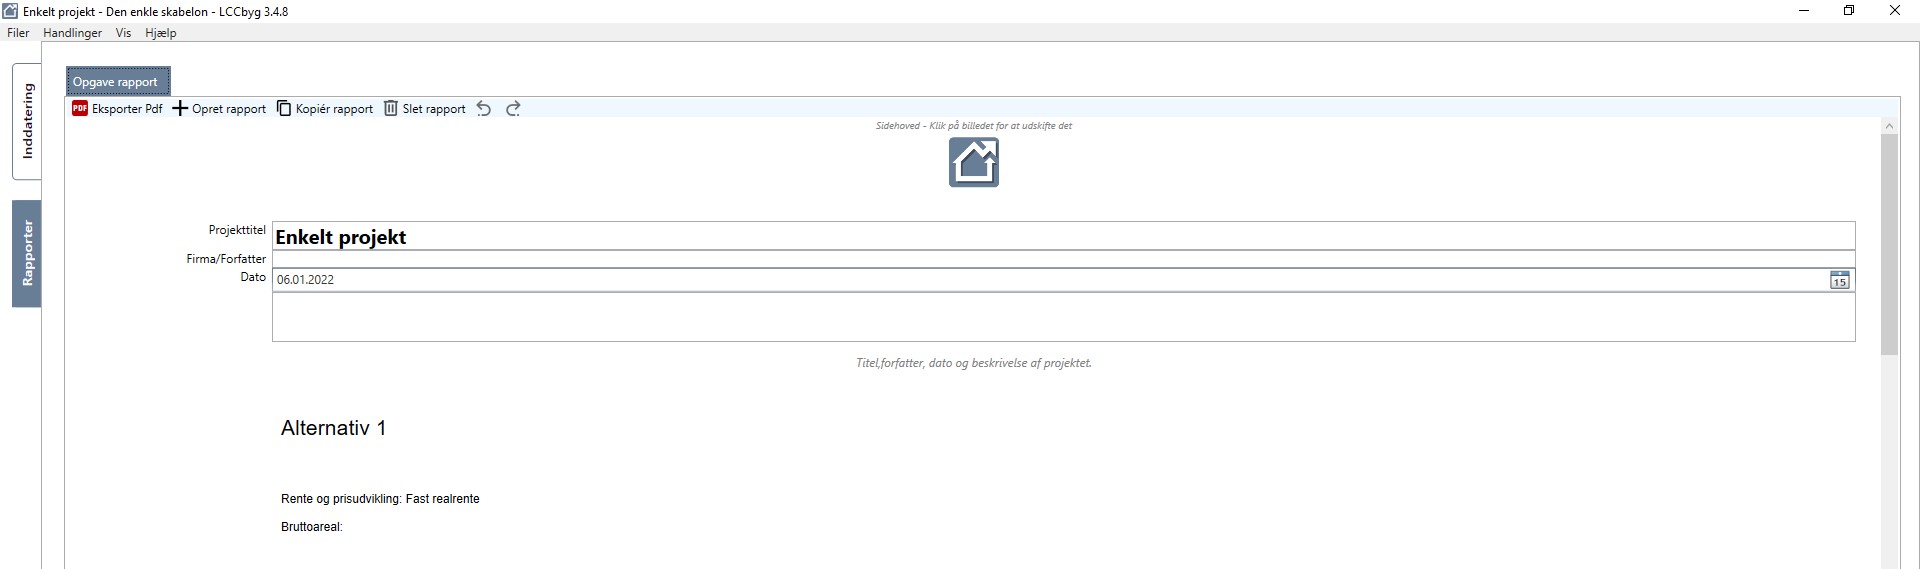 Enkelt projekt - Den enkle skabelon - LCCbyg 3.4.8
Filer Handlinger Vis Hjælp
Inddatering
Rapporter
Opgave rapport
PDF Eksporter Pdf Opret rapport Kopiér rapport Slet rapport
Sidehoved - Klik på billedet for at udskifte det
Projekttitel Enkelt projekt
Firma/Forfatter
Dato 06.01.2022 15
Titel,forfatter, dato og beskrivelse af projektet.
Alternativ 1
Rente og prisudvikling: Fast realrente
Bruttoareal: